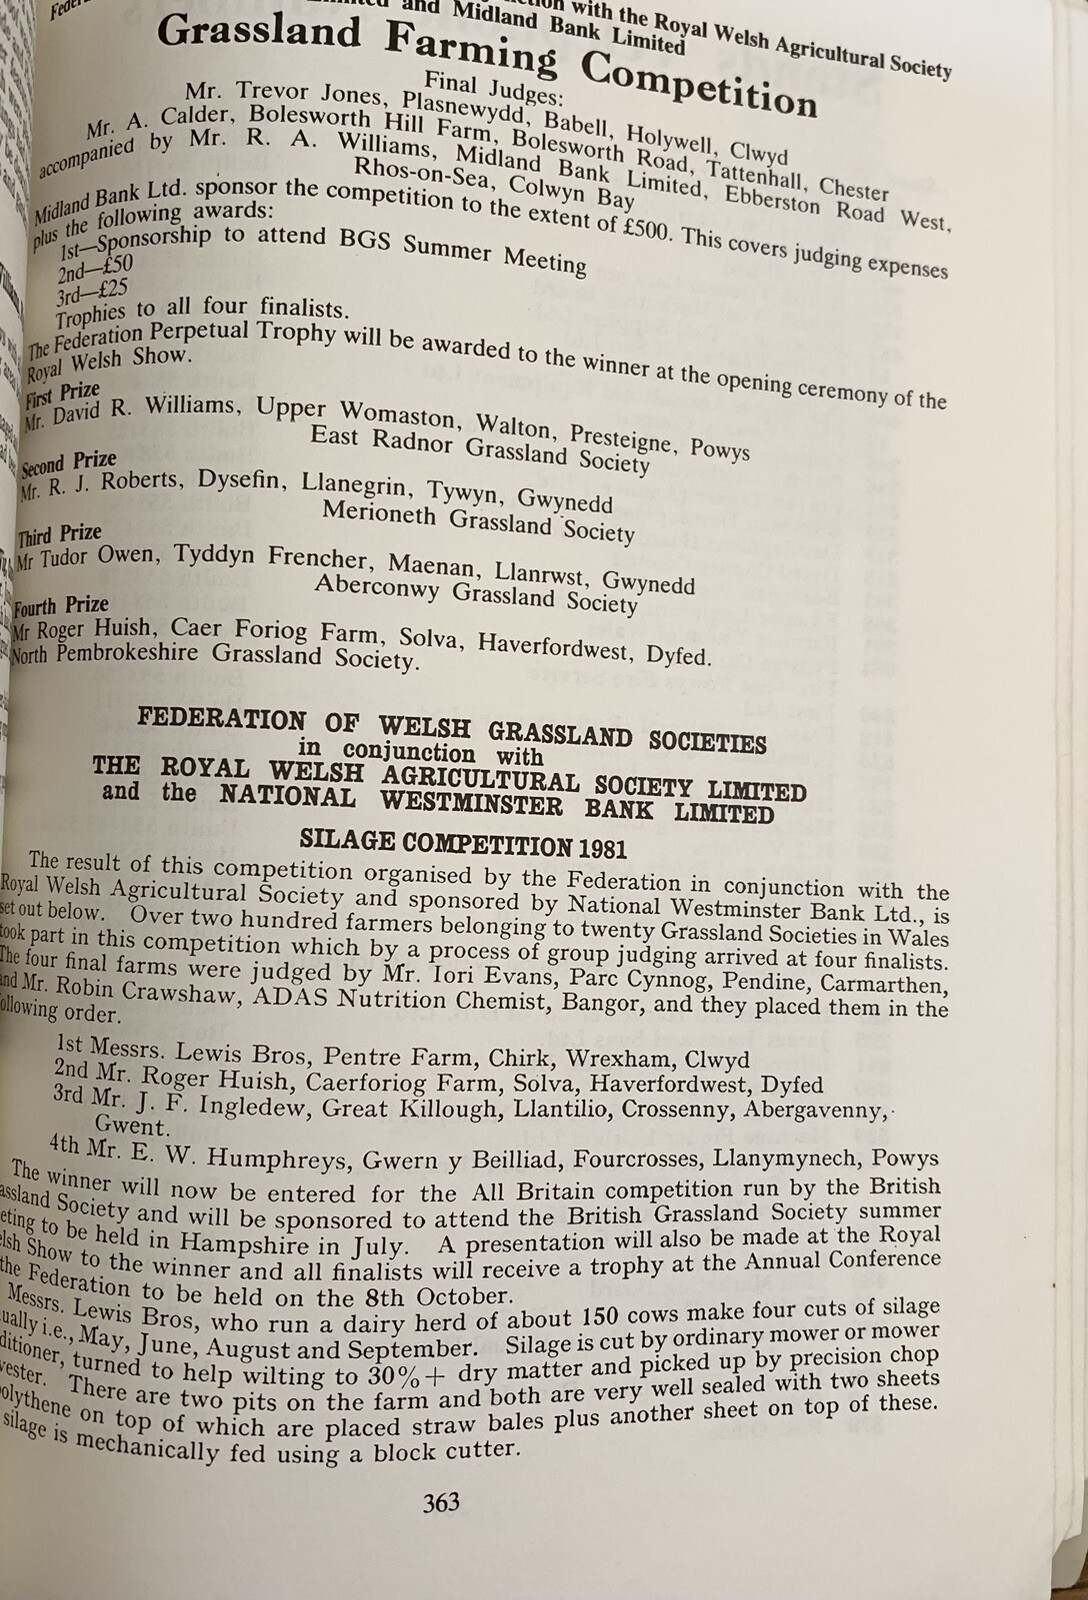 with the Royal Welsh Agricultural Society
and Midland Bank Limited
Grassland Farming Competition
Final Judges:
Mr. Trevor Jones, Plasnewydd, Babell, Holywell, Clwyd
Mr. A. Calder, Bolesworth Hill Farm, Bolesworth Road, Tattenhall, Chester
accompanied by Mr. R. A. Williams, Midland Bank Limited, Ebberston Road West,
Rhos-on-Sea, Colwyn Bay
Midland Bank Ltd. sponsor the competition to the extent of £500. This covers judging expenses
plus the following awards:
1st—Sponsorship to attend BGS Summer Meeting
2nd—£50
3rd—£25
Trophies to all four finalists.
The Federation Perpetual Trophy will be awarded to the winner at the opening ceremony of the
Royal Welsh Show.
First Prize
Mr. David R. Williams, Upper Womaston, Walton, Presteigne, Powys
East Radnor Grassland Society
Second Prize
Mr. R. J. Roberts, Dysefin, Llanegrin, Tywyn, Gwynedd
Merioneth Grassland Society
Third Prize
Mr Tudor Owen, Tyddyn Frencher, Maenan, Llanrwst, Gwynedd
Aberconwy Grassland Society
Fourth Prize
Mr Roger Huish, Caer Foriog Farm, Solva, Haverfordwest, Dyfed.
North Pembrokeshire Grassland Society.
FEDERATION OF WELSH GRASSLAND SOCIETIES
in conjunction with
THE ROYAL WELSH AGRICULTURAL SOCIETY LIMITED
and the NATIONAL WESTMINSTER BANK LIMITED
SILAGE COMPETITION 1981
The result of this competition organised by the Federation in conjunction with the
Royal Welsh Agricultural Society and sponsored by National Westminster Bank Ltd., is
set out below. Over two hundred farmers belonging to twenty Grassland Societies in Wales
took part in this competition which by a process of group judging arrived at four finalists.
The four final farms were judged by Mr. Iori Evans, Parc Cynnog, Pendine, Carmarthen,
and Mr. Robin Crawshaw, ADAS Nutrition Chemist, Bangor, and they placed them in the
following order.
1st Messrs. Lewis Bros, Pentre Farm, Chirk, Wrexham, Clwyd
2nd Mr. Roger Huish, Caerforiog Farm, Solva, Haverfordwest, Dyfed
3rd Mr. J. F. Ingledew, Great Killough, Llantilio, Crossenny, Abergavenny,
Gwent.
4th Mr. E. W. Humphreys, Gwern y Beilliad, Fourcrosses, Llanymynech, Powys
The winner will now be entered for the All Britain competition run by the British
assland Society and will be sponsored to attend the British Grassland Society summer
eting to be held in Hampshire in July. A presentation will also be made at the Royal
lsh Show to the winner and all finalists will receive a trophy at the Annual Conference
the Federation to be held on the 8th October.
Messrs. Lewis Bros, who run a dairy herd of about 150 cows make four cuts of silage
ually i.e., May, June, August and September. Silage is cut by ordinary mower or mower
ditioner, turned to help wilting to 30%+ dry matter and picked up by precision chop
vester. There are two pits on the farm and both are very well sealed with two sheets
olythene on top of which are placed straw bales plus another sheet on top of these.
silage is mechanically fed using a block cutter.
363